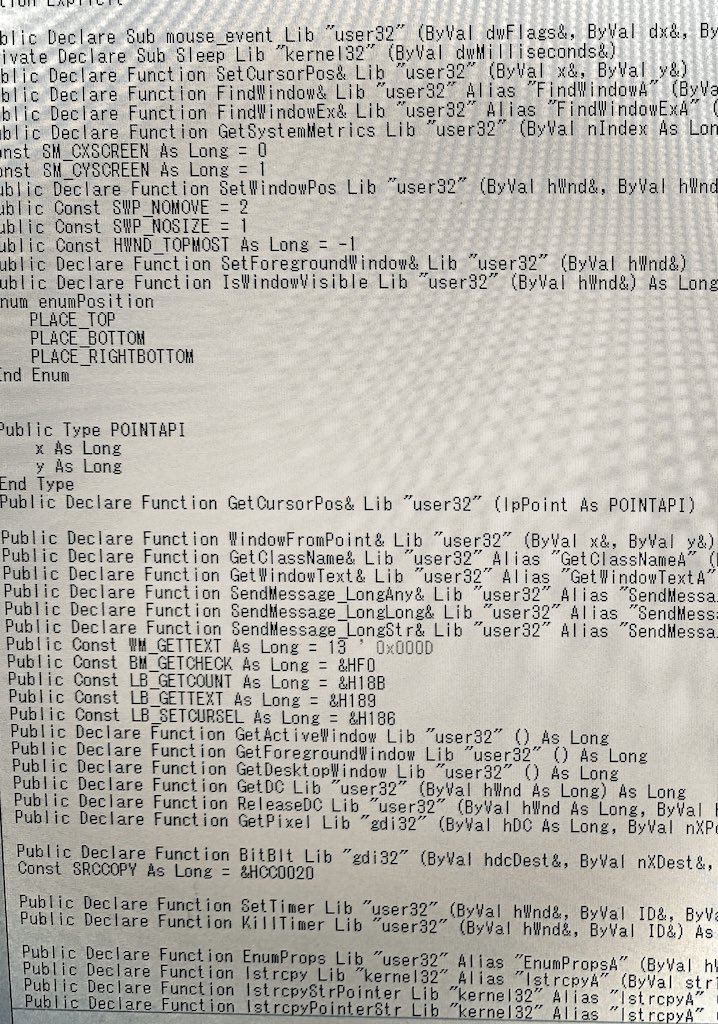 tion Explicit
blic Declare Sub mouse_event Lib "user32" (ByVal dwFlags&, ByVal dx&, By
ivate Declare Sub Sleep Lib "kernel32" (ByVal dwMilliseconds&)
blic Declare Function SetCursorPos& Lib "user32" (ByVal x&, ByVal y&)
blic Declare Function FindWindow& Lib "user32" Alias "FindWindowA" (ByVa
blic Declare Function FindWindowEx& Lib "user32" Alias "FindWindowExA" (
blic Declare Function GetSystemMetrics Lib "user32" (ByVal nIndex As Lon
onst SM_CXSCREEN As Long = 0
onst SM_CYSCREEN As Long = 1
ublic Declare Function SetWindowPos Lib "user32" (ByVal hWnd&, ByVal hWnd
ublic Const SWP_NOMOVE = 2
ublic Const SWP_NOSIZE = 1
ublic Const HWND_TOPMOST As Long = -1
ublic Declare Function SetForegroundWindow& Lib "user32" (ByVal hWnd&)
ublic Declare Function IsWindowVisible Lib "user32" (ByVal hWnd&) As Long
num enumPosition
PLACE_TOP
PLACE_BOTTOM
PLACE_RIGHTBOTTOM
End Enum
Public Type POINTAPI
x As Long
y As Long
End Type
Public Declare Function GetCursorPos& Lib "user32" (lpPoint As POINTAPI)
Public Declare Function WindowFromPoint& Lib "user32" (ByVal x&, ByVal y&)
Public Declare Function GetClassName& Lib "user32" Alias "GetClassNameA" (
Public Declare Function GetWindowText& Lib "user32" Alias "GetWindowTextA"
Public Declare Function SendMessage_LongAny& Lib "user32" Alias "SendMessa
Public Declare Function SendMessage_LongLong& Lib "user32" Alias "SendMess
Public Declare Function SendMessage_LongStr& Lib "user32" Alias "SendMessa
Public Const WM_GETTEXT As Long = 13 ' 0x000D
Public Const BM_GETCHECK As Long = &HF0
Public Const LB_GETCOUNT As Long = &H18B
Public Const LB_GETTEXT As Long = &H189
Public Const LB_SETCURSEL As Long = &H186
Public Declare Function GetActiveWindow Lib "user32" () As Long
Public Declare Function GetForegroundWindow Lib "user32" () As Long
Public Declare Function GetDesktopWindow Lib "user32" () As Long
Public Declare Function GetDC Lib "user32" (ByVal hWnd As Long) As Long
Public Declare Function ReleaseDC Lib "user32" (ByVal hWnd As Long, ByVal h
Public Declare Function GetPixel Lib "gdi32" (ByVal hDC As Long, ByVal nXPo
Public Declare Function BitBlt Lib "gdi32" (ByVal hdcDest&, ByVal nXDest&,
Const SRCCOPY As Long = &HCC0020
Public Declare Function SetTimer Lib "user32" (ByVal hWnd&, ByVal ID&, ByVa
Public Declare Function KillTimer Lib "user32" (ByVal hWnd&, ByVal ID&) As
Public Declare Function EnumProps Lib "user32" Alias "EnumPropsA" (ByVal hW
Public Declare Function lstrcpy Lib "kernel32" Alias "lstrcpyA" (ByVal stri
Public Declare Function lstrcpyStrPointer Lib "kernel32" Alias "lstrcpyA" (
Public Declare Function lstrcpyPointerStr Lib "kernel32" Alias "lstrcpyA" (